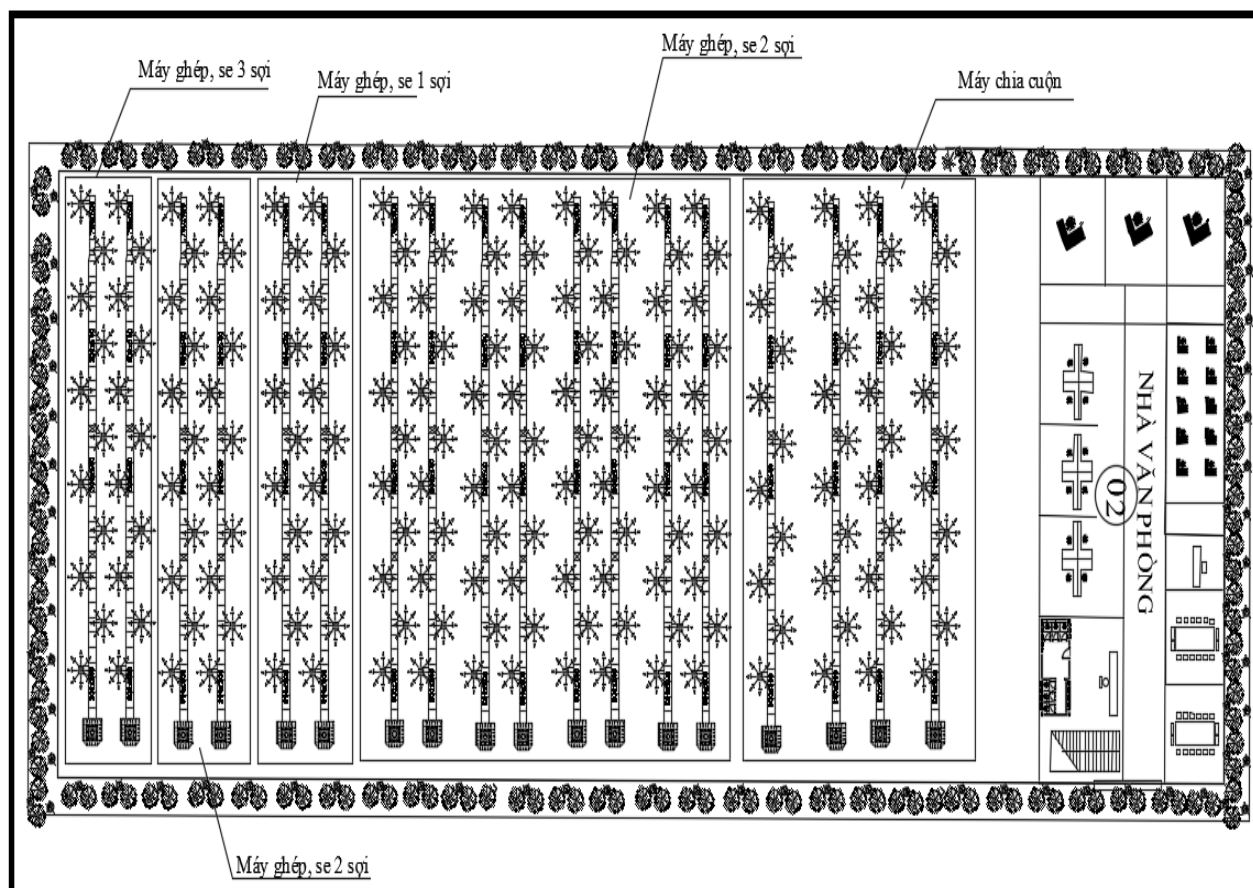 Máy ghép, se 3 sợi
Máy ghép, se 1 sợi
Máy ghép, se 2 sợi
Máy chia cuộn
NHÀ VĂN PHÒNG
02
Máy ghép, se 2 sợi